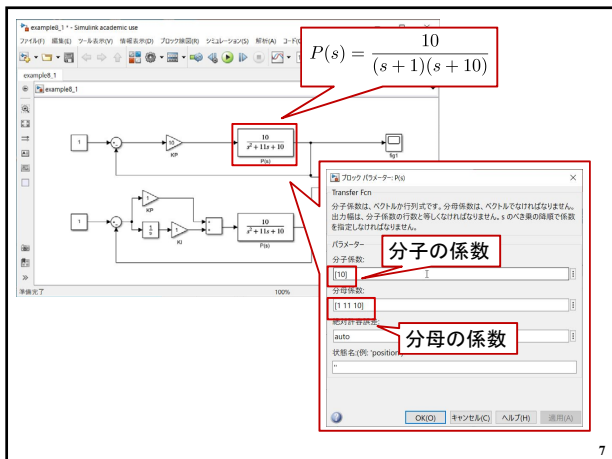 example8_1 * - Simulink academic use
ファイル(F) 編集(E) ツール表示(V) 情報表示(D) ブロック線図(R) シミュレーション(S) 解析(A) コード(C
example8_1
example8_1
P(s) = 10 / (s + 1)(s + 10)
1
10
KP
10
s² + 11s + 10
P(s)
fig1
1
1
KP
1
s
1
KI
10
s² + 11s + 10
P(s)
準備完了
100%
ブロック パラメーター: P(s)
Transfer Fcn
分子係数は、ベクトルか行列式です。分母係数は、ベクトルでなければなりません。
出力幅は、分子係数の行数と等しくなければなりません。s のべき乗の降順で係数
を指定しなければなりません。
パラメーター
分子係数:
分子の係数
[10]
分母係数:
[1 11 10]
絶対許容誤差:
auto
分母の係数
状態名:(例: 'position')
''
OK(O) キャンセル(C) ヘルプ(H) 適用(A)
7